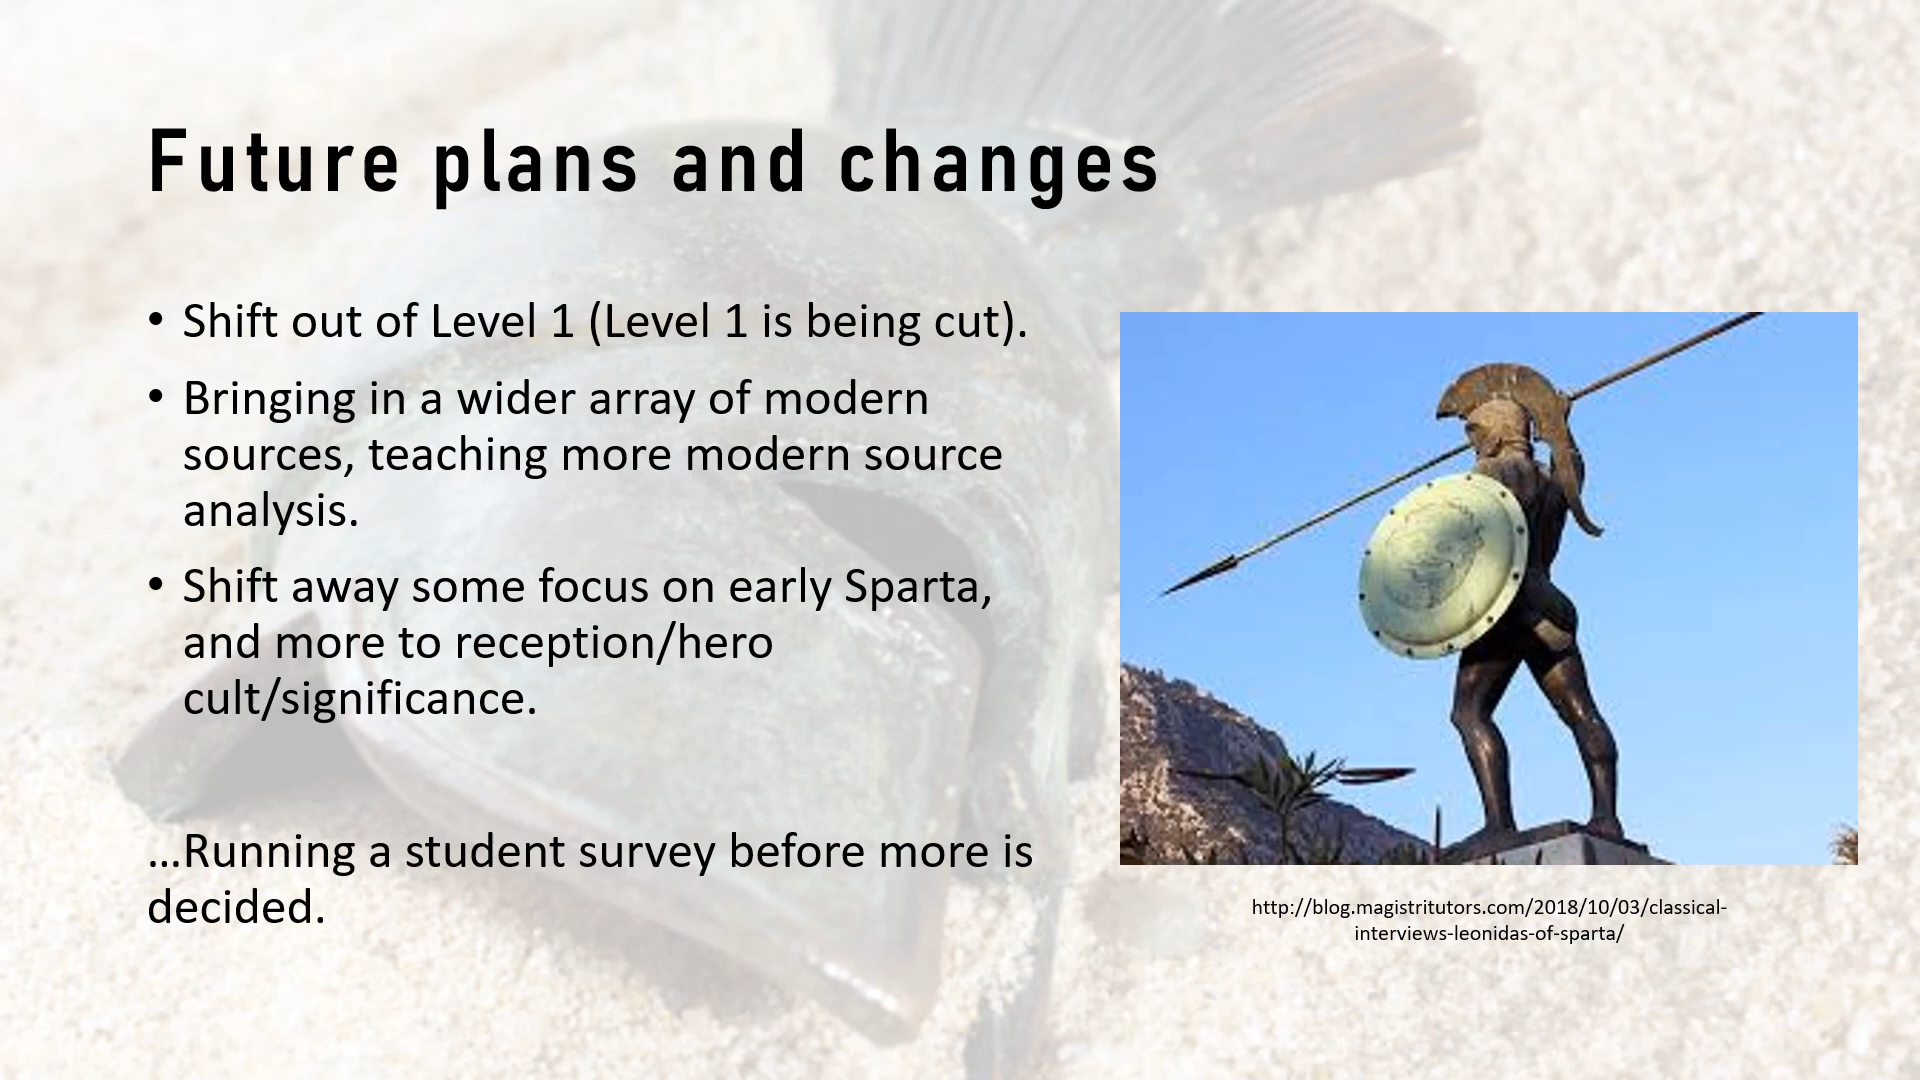 Future plans and changes
• Shift out of Level 1 (Level 1 is being cut).
• Bringing in a wider array of modern
sources, teaching more modern source
analysis.
• Shift away some focus on early Sparta,
and more to reception/hero
cult/significance.
...Running a student survey before more is
decided.
http://blog.magistritutors.com/2018/10/03/classical-
interviews-leonidas-of-sparta/